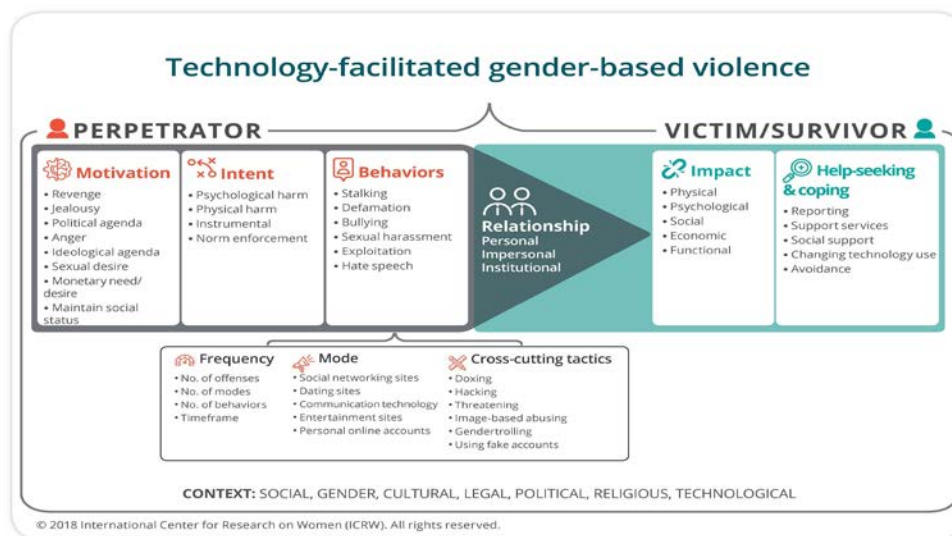 Technology-facilitated gender-based violence
PERPETRATOR
VICTIM/SURVIVOR
Motivation
• Revenge
• Jealousy
• Political agenda
• Anger
• Ideological agenda
• Sexual desire
• Monetary need/
desire
• Maintain social
status
Intent
• Psychological harm
• Physical harm
• Instrumental
• Norm enforcement
Behaviors
• Stalking
• Defamation
• Bullying
• Sexual harassment
• Exploitation
• Hate speech
Relationship
Personal
Impersonal
Institutional
Impact
• Physical
• Psychological
• Social
• Economic
• Functional
Help-seeking
& coping
• Reporting
• Support services
• Social support
• Changing technology use
• Avoidance
Frequency
• No. of offenses
• No. of modes
• No. of behaviors
• Timeframe
Mode
• Social networking sites
• Dating sites
• Communication technology
• Entertainment sites
• Personal online accounts
Cross-cutting tactics
• Doxing
• Hacking
• Threatening
• Image-based abusing
• Gendertrolling
• Using fake accounts
CONTEXT: SOCIAL, GENDER, CULTURAL, LEGAL, POLITICAL, RELIGIOUS, TECHNOLOGICAL
© 2018 International Center for Research on Women (ICRW). All rights reserved.